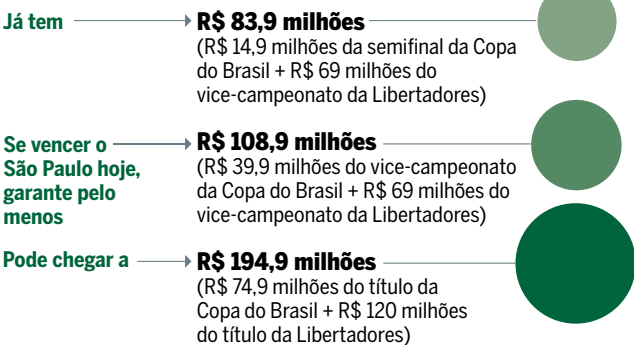 Já tem
R$ 83,9 milhões
(R$ 14,9 milhões da semifinal da Copa
do Brasil + R$ 69 milhões do
vice-campeonato da Libertadores)
Se vencer o
São Paulo hoje,
garante pelo
menos
R$ 108,9 milhões
(R$ 39,9 milhões do vice-campeonato
da Copa do Brasil + R$ 69 milhões do
vice-campeonato da Libertadores)
Pode chegar a
R$ 194,9 milhões
(R$ 74,9 milhões do título da
Copa do Brasil + R$ 120 milhões
do título da Libertadores)